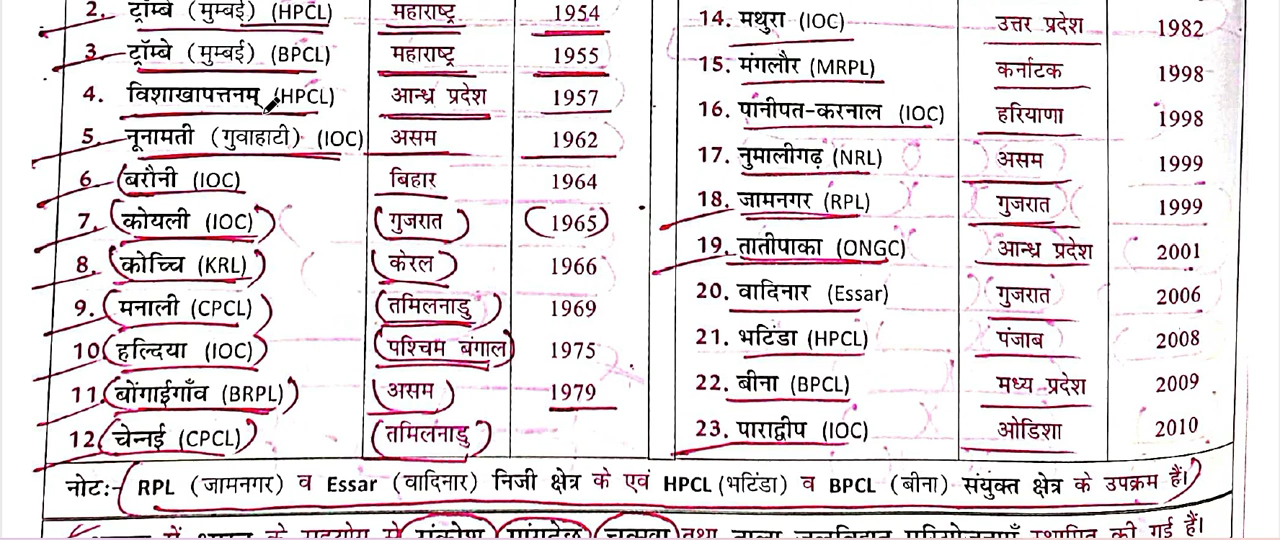 2. ट्रॉम्बे (मुम्बई) (HPCL) महाराष्ट्र 1954
3. ट्रॉम्बे (मुम्बई) (BPCL) महाराष्ट्र 1955
4. विशाखापत्तनम् (HPCL) आन्ध्र प्रदेश 1957
5. नूनामती (गुवाहाटी) (IOC) असम 1962
6. बरौनी (IOC) बिहार 1964
7. कोयली (IOC) गुजरात 1965
8. कोच्चि (KRL) केरल 1966
9. मनाली (CPCL) तमिलनाडु 1969
10 हल्दिया (IOC) पश्चिम बंगाल 1975
11. बोंगाईगाँव (BRPL) असम 1979
12. चेन्नई (CPCL) तमिलनाडु
14. मथुरा (IOC) उत्तर प्रदेश 1982
15. मंगलौर (MRPL) कर्नाटक 1998
16. पानीपत-करनाल (IOC) हरियाणा 1998
17. नुमालीगढ़ (NRL) असम 1999
18. जामनगर (RPL) गुजरात 1999
19. तातीपाका (ONGC) आन्ध्र प्रदेश 2001
20. वादिनार (Essar) गुजरात 2006
21. भटिंडा (HPCL) पंजाब 2008
22. बीना (BPCL) मध्य प्रदेश 2009
23. पाराद्वीप (IOC) ओडिशा 2010
नोट:- RPL (जामनगर) व Essar (वादिनार) निजी क्षेत्र के एवं HPCL (भटिंडा) व BPCL (बीना) संयुक्त क्षेत्र के उपक्रम हैं।